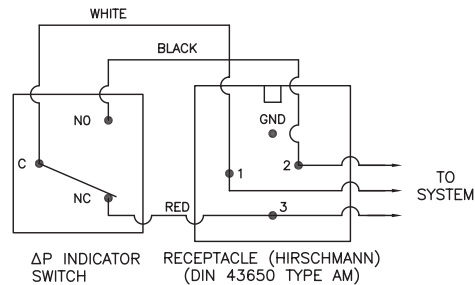 WHITE
BLACK
NO
GND
C
1
2
TO
SYSTEM
NC
RED
3
ΔP INDICATOR
SWITCH
RECEPTACLE (HIRSCHMANN)
(DIN 43650 TYPE AM)